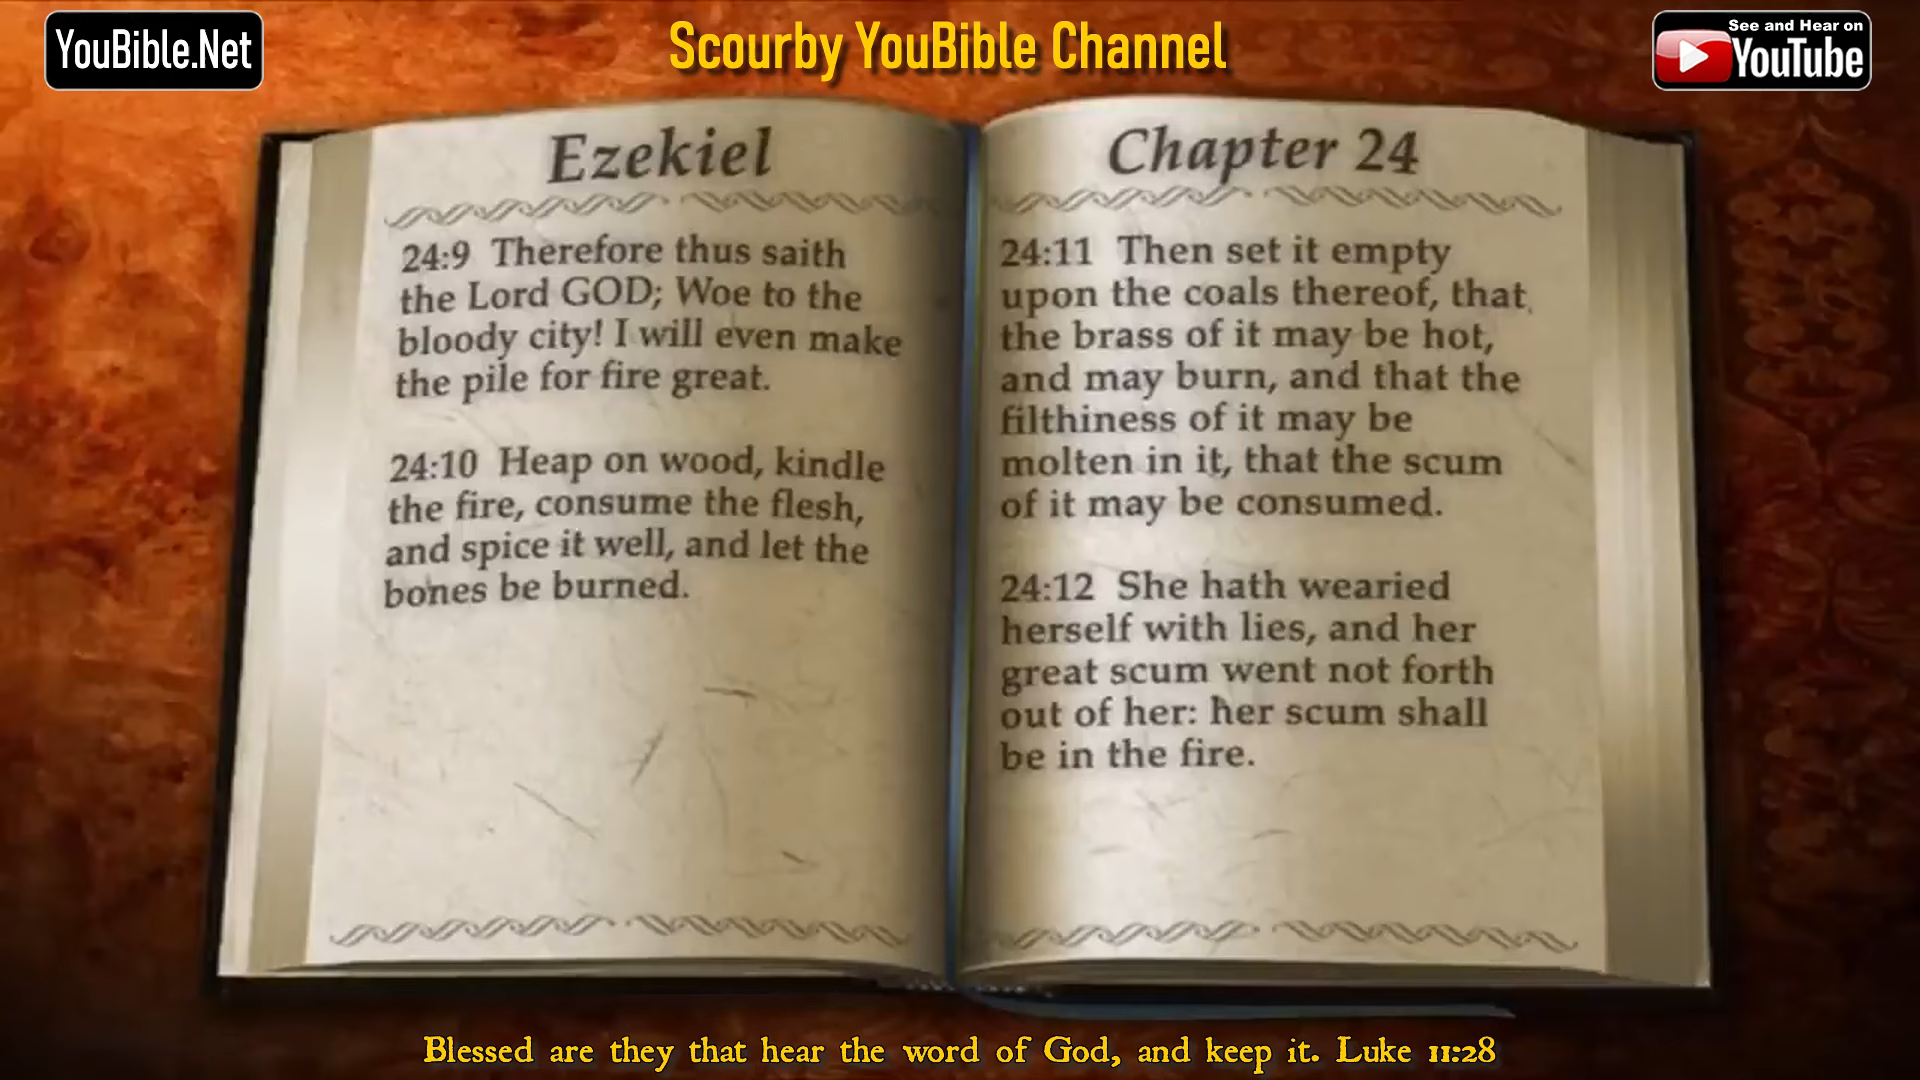 YouBible.Net
Scourby YouBible Channel
See and Hear on
YouTube
Ezekiel
24:9 Therefore thus saith
the Lord GOD; Woe to the
bloody city! I will even make
the pile for fire great.
24:10 Heap on wood, kindle
the fire, consume the flesh,
and spice it well, and let the
bones be burned.
Chapter 24
24:11 Then set it empty
upon the coals thereof, that
the brass of it may be hot,
and may burn, and that the
filthiness of it may be
molten in it, that the scum
of it may be consumed.
24:12 She hath wearied
herself with lies, and her
great scum went not forth
out of her: her scum shall
be in the fire.
Blessed are they that hear the word of God, and keep it. Luke 11:28